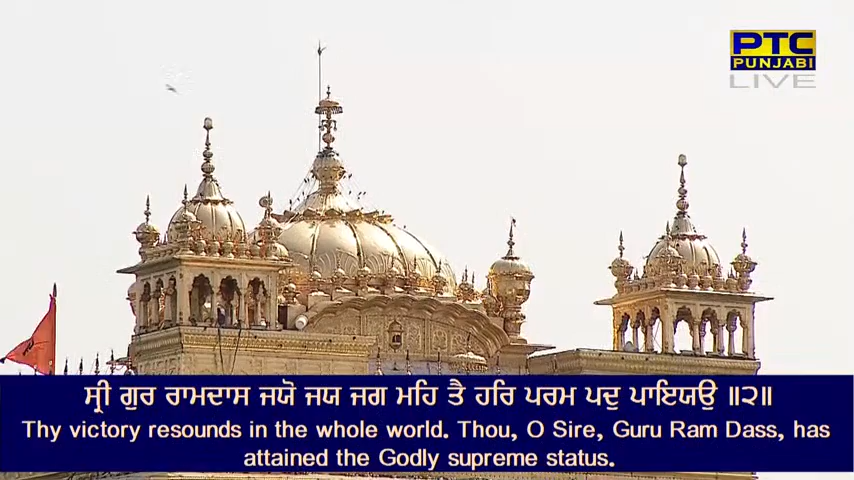 PTC
PUNJABI
LIVE
ਸ੍ਰੀ ਗੁਰ ਰਾਮਦਾਸ ਜਯੋ ਜਯ ਜਗ ਮਹਿ ਤੈ ਹਰਿ ਪਰਮ ਪਦੁ ਪਾਇਯਉ ॥੨॥
Thy victory resounds in the whole world. Thou, O Sire, Guru Ram Dass, has
attained the Godly supreme status.